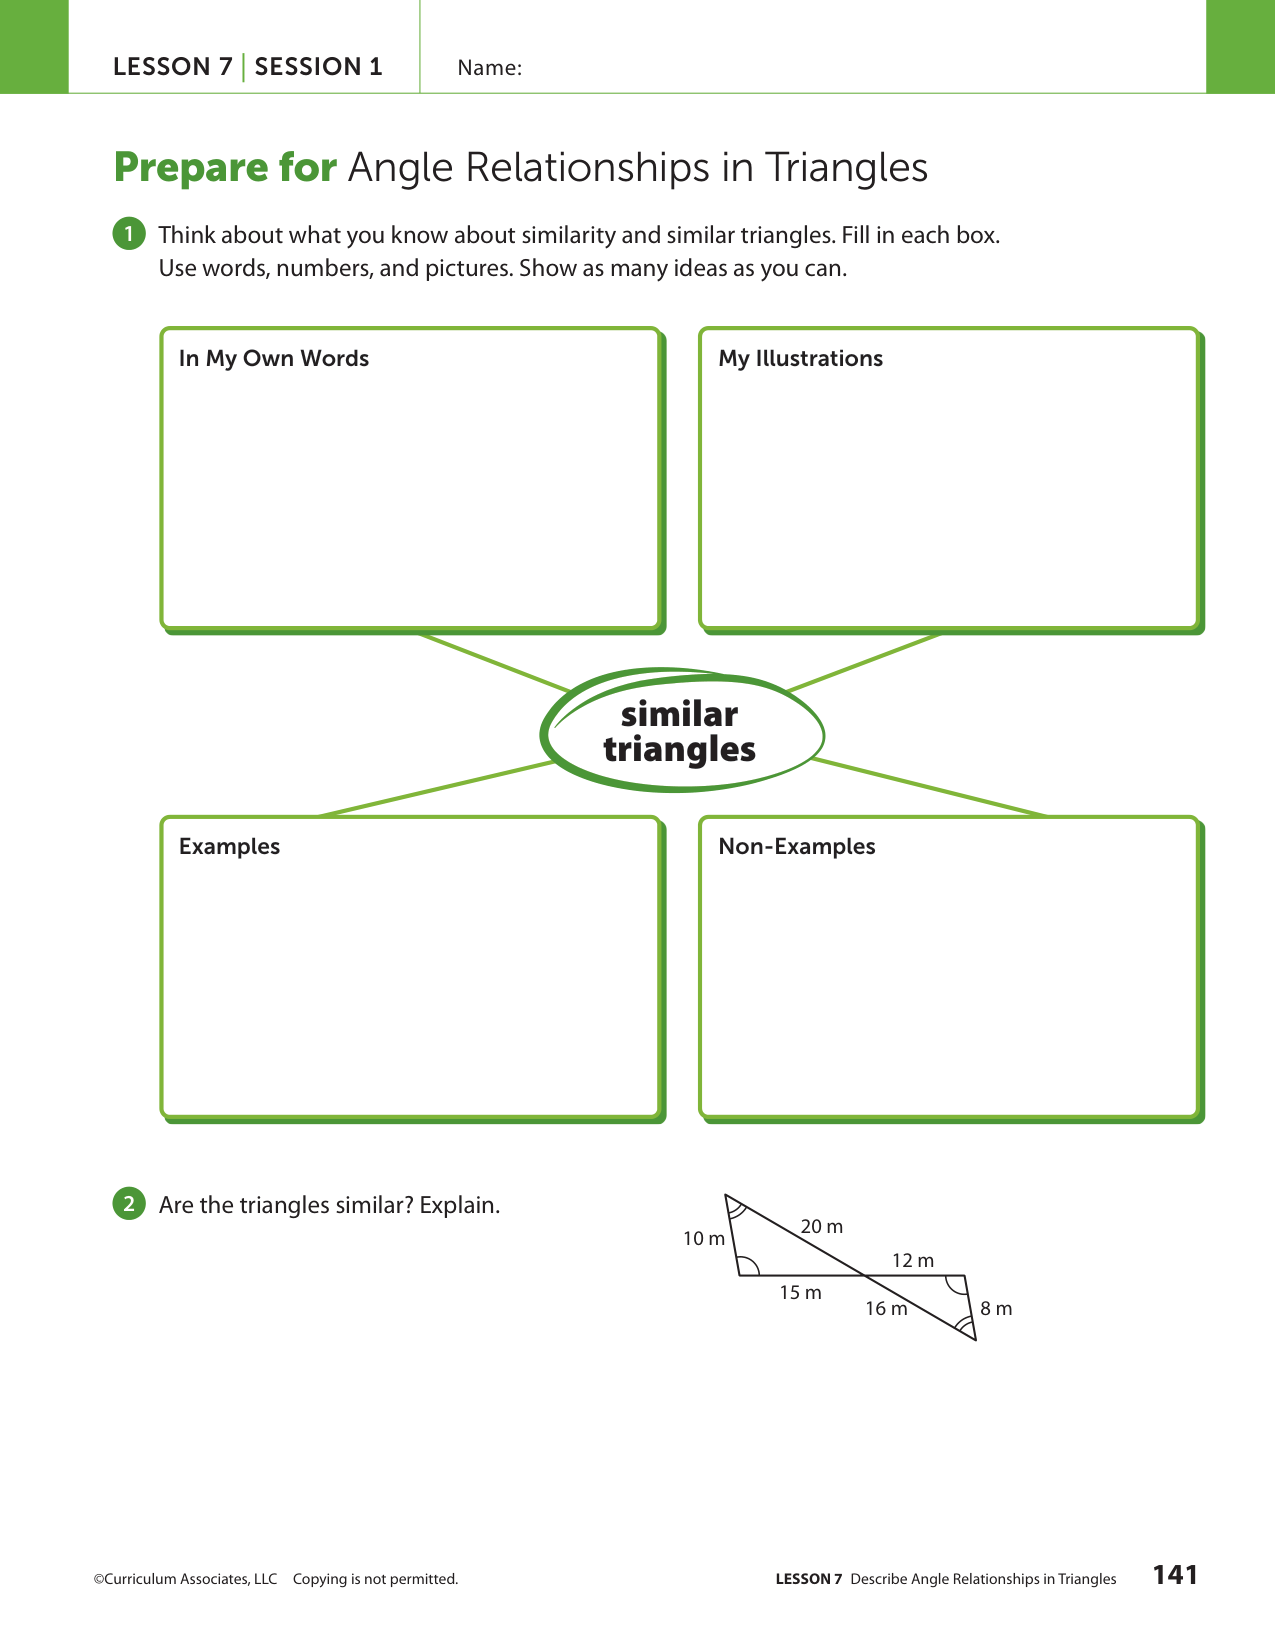 LESSON 7 | SESSION 1 Name:
Prepare for Angle Relationships in Triangles
1 Think about what you know about similarity and similar triangles. Fill in each box.
Use words, numbers, and pictures. Show as many ideas as you can.
In My Own Words
My Illustrations
similar
triangles
Examples
Non-Examples
2 Are the triangles similar? Explain.
10 m
20 m
12 m
15 m
16 m
8 m
©Curriculum Associates, LLC Copying is not permitted.
LESSON 7 Describe Angle Relationships in Triangles 141